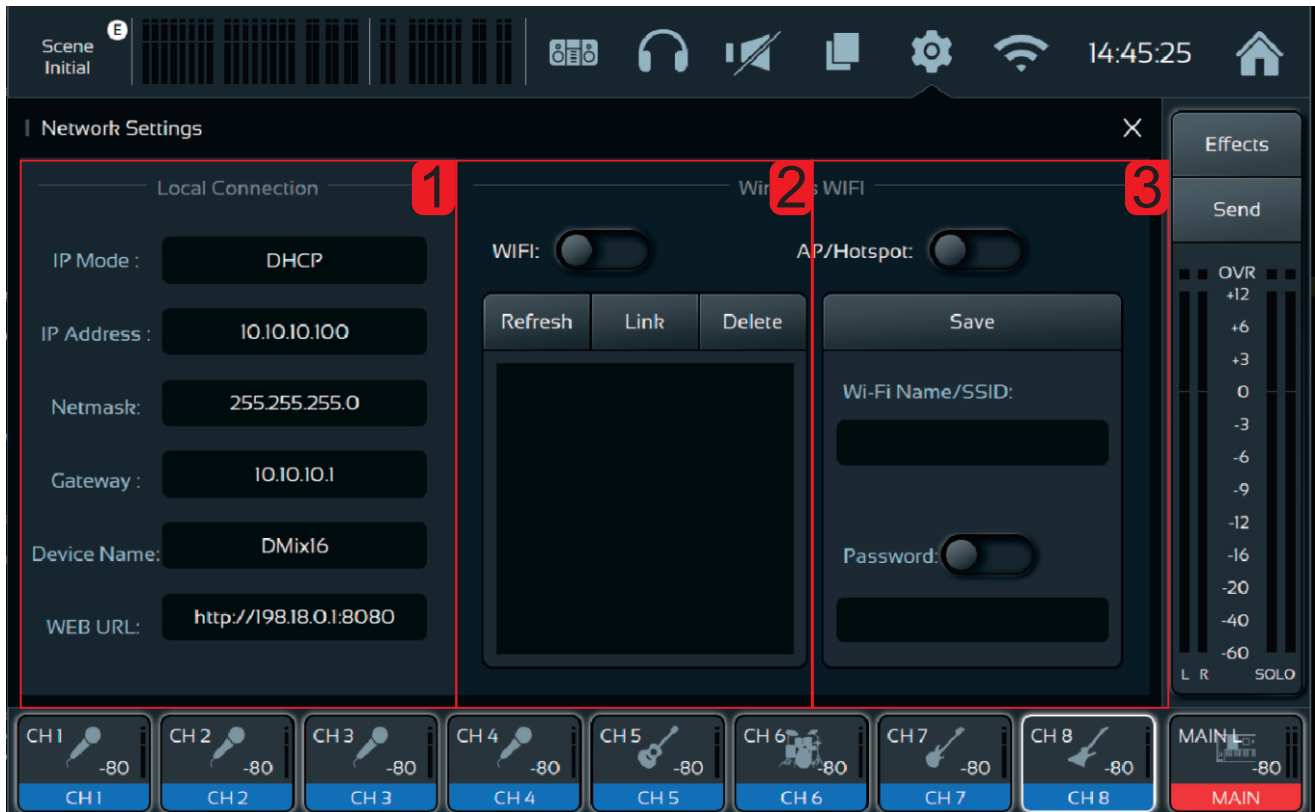 Scene
Initial
E
14:45:25
Network Settings
Local Connection
1
IP Mode :
DHCP
IP Address :
10.10.10.100
Netmask:
255.255.255.0
Gateway :
10.10.10.1
Device Name:
DMix16
WEB URL:
http://198.18.0.1:8080
2
WIFI
3
WIFI:
AP/Hotspot:
Refresh
Link
Delete
Save
Wi-Fi Name/SSID:
Password:
Effects
Send
OVR
+12
+6
+3
0
-3
-6
-9
-12
-16
-20
-40
-60
L R SOLO
CH 1
-80
CH 1
CH 2
-80
CH 2
CH 3
-80
CH 3
CH 4
-80
CH 4
CH 5
-80
CH 5
CH 6
-80
CH 6
CH 7
-80
CH 7
CH 8
-80
CH 8
MAIN L
-80
MAIN